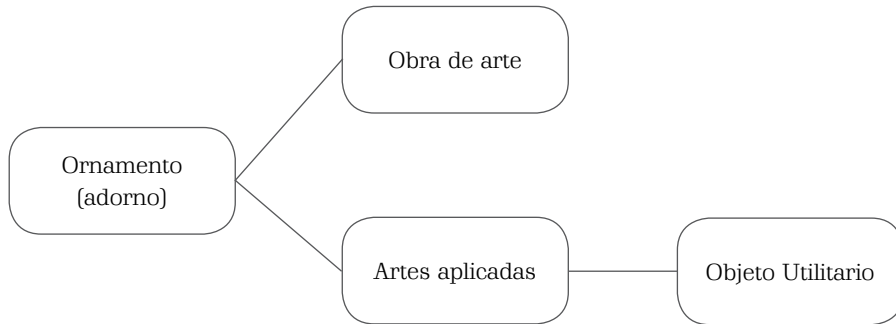 Obra de arte
Ornamento
(adorno)
Artes aplicadas
Objeto Utilitario